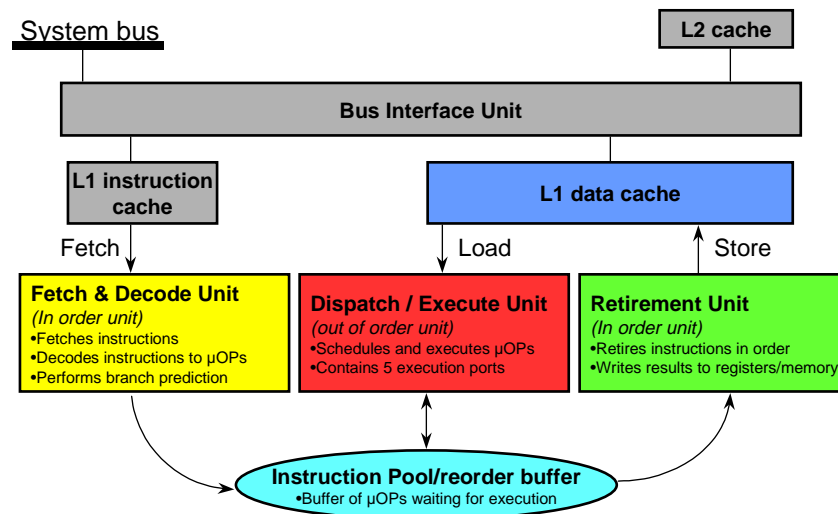 System bus
L2 cache
Bus Interface Unit
L1 instruction
cache
L1 data cache
Fetch
Load
Store
Fetch & Decode Unit
(In order unit)
•Fetches instructions
•Decodes instructions to µOPs
•Performs branch prediction
Dispatch / Execute Unit
(out of order unit)
•Schedules and executes µOPs
•Contains 5 execution ports
Retirement Unit
(In order unit)
•Retires instructions in order
•Writes results to registers/memory
Instruction Pool/reorder buffer
•Buffer of µOPs waiting for execution